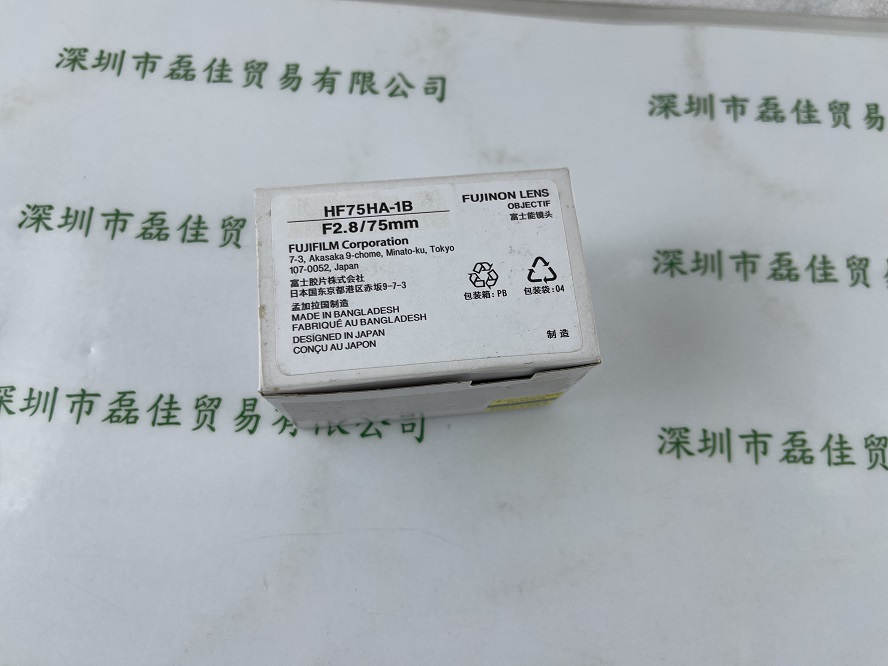 深圳市磊佳贸易有限公司
深圳市磊佳贸易
深圳市磊佳贸易
HF75HA-1B
F2.8/75mm
FUJINON LENS
OBJECTIF
富士能镜头
FUJIFILM Corporation
7-3, Akasaka 9-chome, Minato-ku, Tokyo
107-0052, Japan
富士胶片株式会社
日本国东京都港区赤坂9-7-3
孟加拉国制造
MADE IN BANGLADESH
FABRIQUÉ AU BANGLADESH
DESIGNED IN JAPAN
CONÇU AU JAPON
包装箱:PB
包装袋:04
制造
深圳市磊佳贸易
深圳市磊佳贸易有限公司
深圳市磊佳贸